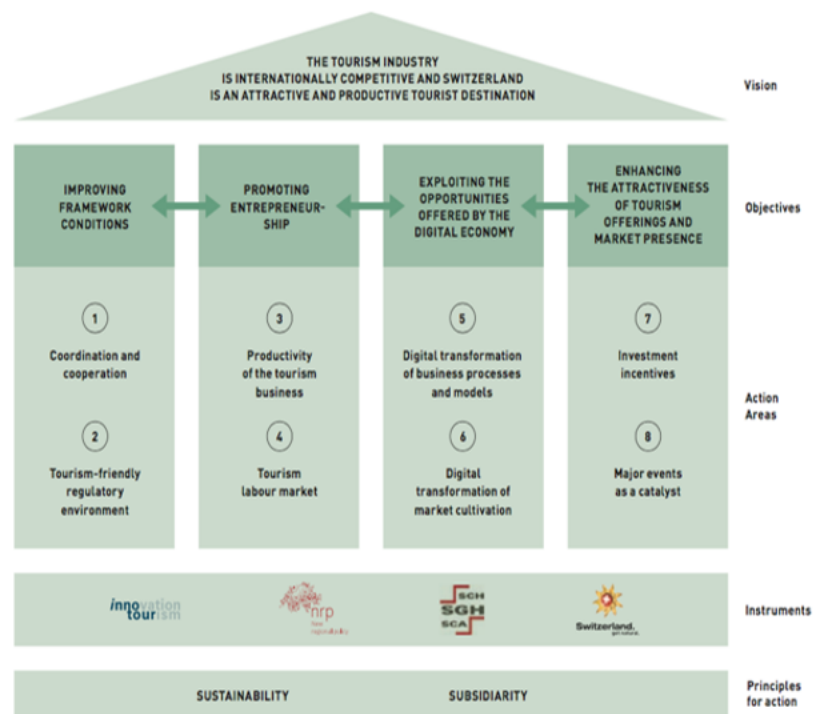 THE TOURISM INDUSTRY
IS INTERNATIONALLY COMPETITIVE AND SWITZERLAND
IS AN ATTRACTIVE AND PRODUCTIVE TOURIST DESTINATION
Vision
IMPROVING
FRAMEWORK
CONDITIONS
PROMOTING
ENTREPRENEUR-
SHIP
EXPLOITING THE
OPPORTUNITIES
OFFERED BY THE
DIGITAL ECONOMY
ENHANCING
THE ATTRACTIVENESS
OF TOURISM
OFFERINGS AND
MARKET PRESENCE
Objectives
1
Coordination and
cooperation
2
Tourism-friendly
regulatory
environment
3
Productivity
of the tourism
business
4
Tourism
labour market
5
Digital transformation
of business processes
and models
6
Digital
transformation of
market cultivation
7
Investment
incentives
8
Major events
as a catalyst
Action
Areas
innovation
tourism
nrp
SCH
SGH
SCA
Switzerland.
Instruments
SUSTAINABILITY
SUBSIDIARITY
Principles
for action